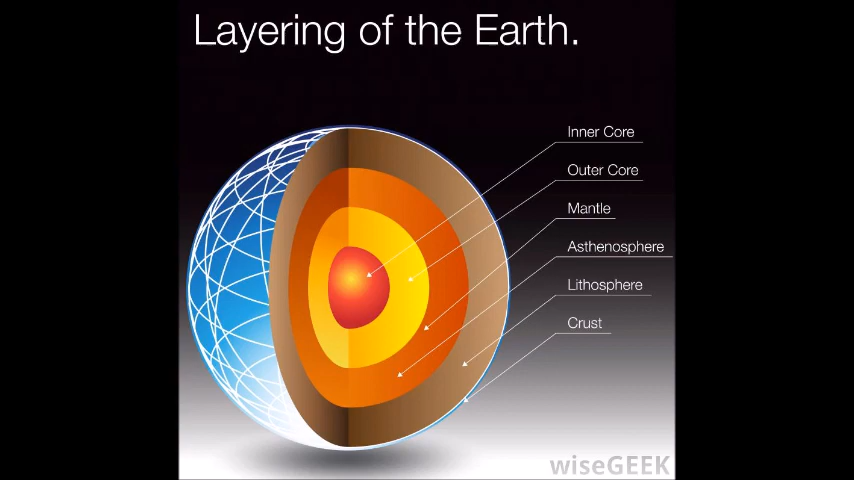 Layering of the Earth.
Inner Core
Outer Core
Mantle
Asthenosphere
Lithosphere
Crust
wiseGEEK